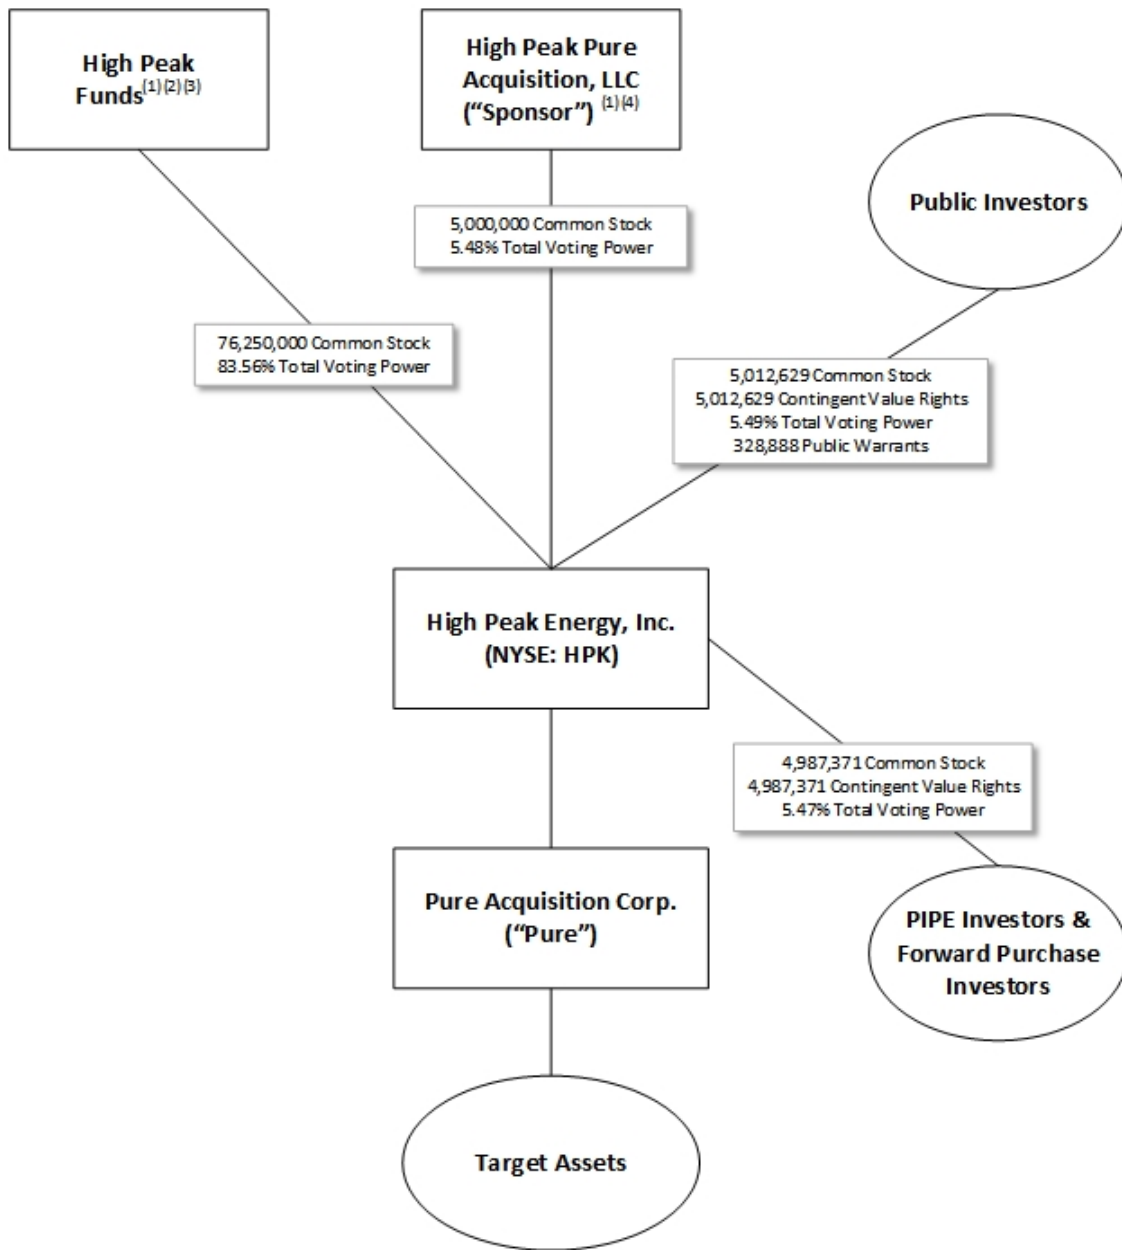 High Peak
Funds(1)(2)(3)
High Peak Pure
Acquisition, LLC
(“Sponsor”) (1)(4)
Public Investors
5,000,000 Common Stock
5.48% Total Voting Power
76,250,000 Common Stock
83.56% Total Voting Power
5,012,629 Common Stock
5,012,629 Contingent Value Rights
5.49% Total Voting Power
328,888 Public Warrants
High Peak Energy, Inc.
(NYSE: HPK)
4,987,371 Common Stock
4,987,371 Contingent Value Rights
5.47% Total Voting Power
Pure Acquisition Corp.
(“Pure”)
PIPE Investors &
Forward Purchase
Investors
Target Assets